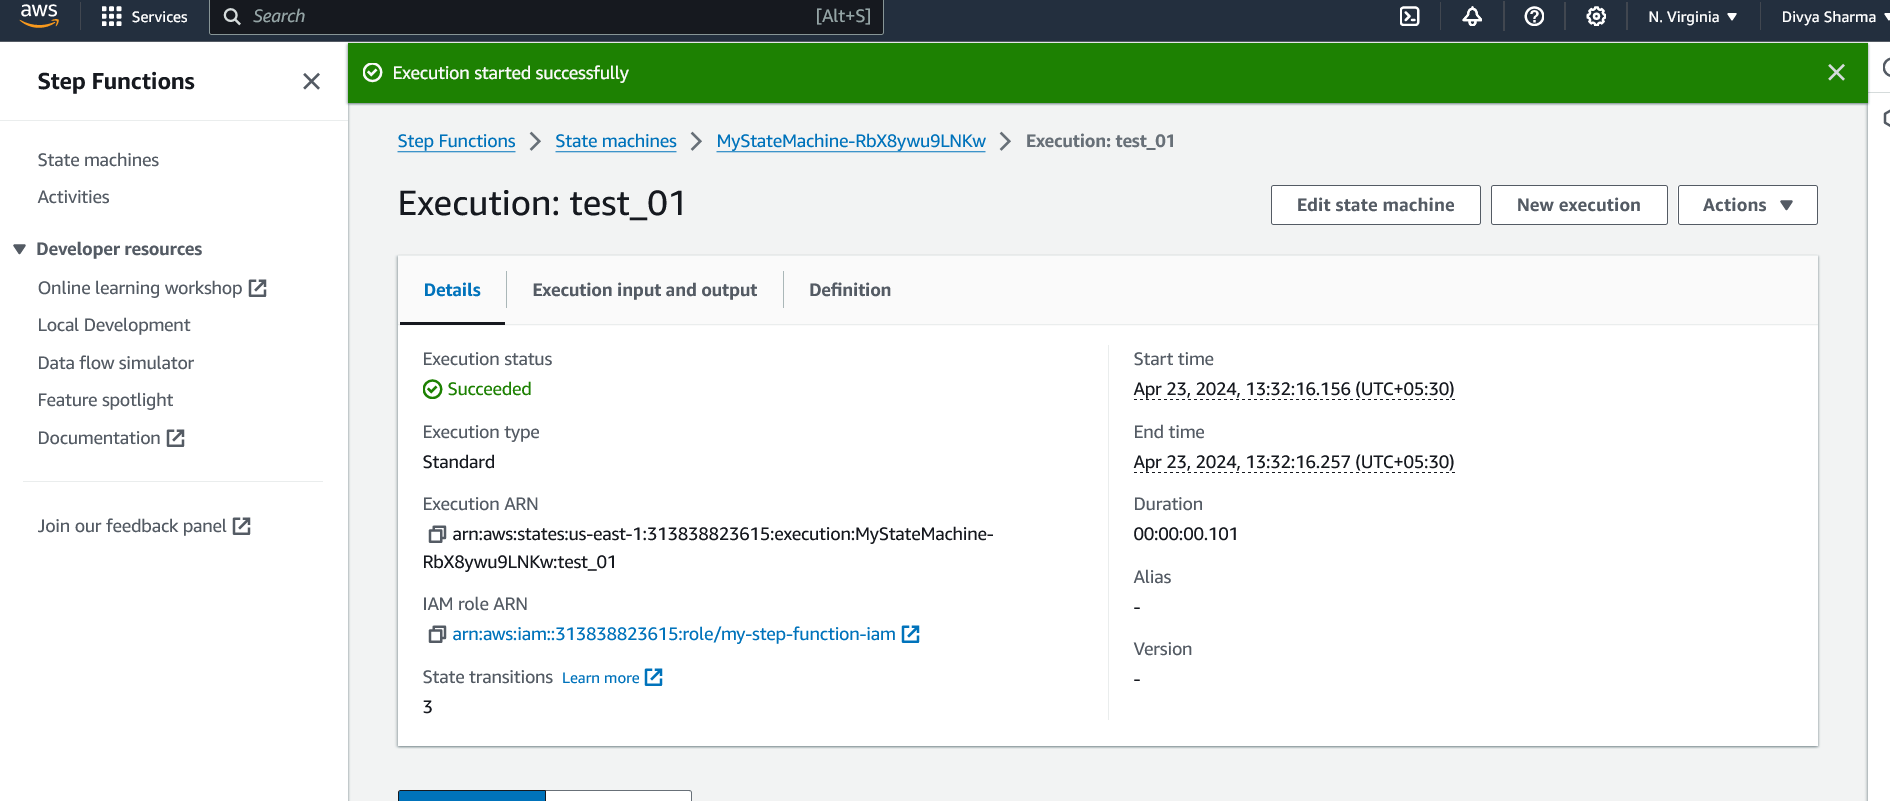 aws
Services
Search
[Alt+S]
N. Virginia
Divya Sharma
Step Functions
State machines
Activities
Developer resources
Online learning workshop
Local Development
Data flow simulator
Feature spotlight
Documentation
Join our feedback panel
Execution started successfully
Step Functions
State machines
MyStateMachine-RbX8ywu9LNKw
Execution: test_01
Execution: test_01
Edit state machine
New execution
Actions
Details
Execution input and output
Definition
Execution status
Succeeded
Execution type
Standard
Execution ARN
arn:aws:states:us-east-1:313838823615:execution:MyStateMachine-
RbX8ywu9LNKw:test_01
IAM role ARN
arn:aws:iam::313838823615:role/my-step-function-iam
State transitions Learn more
3
Start time
Apr 23, 2024, 13:32:16.156 (UTC+05:30)
End time
Apr 23, 2024, 13:32:16.257 (UTC+05:30)
Duration
00:00:00.101
Alias
-
Version
-